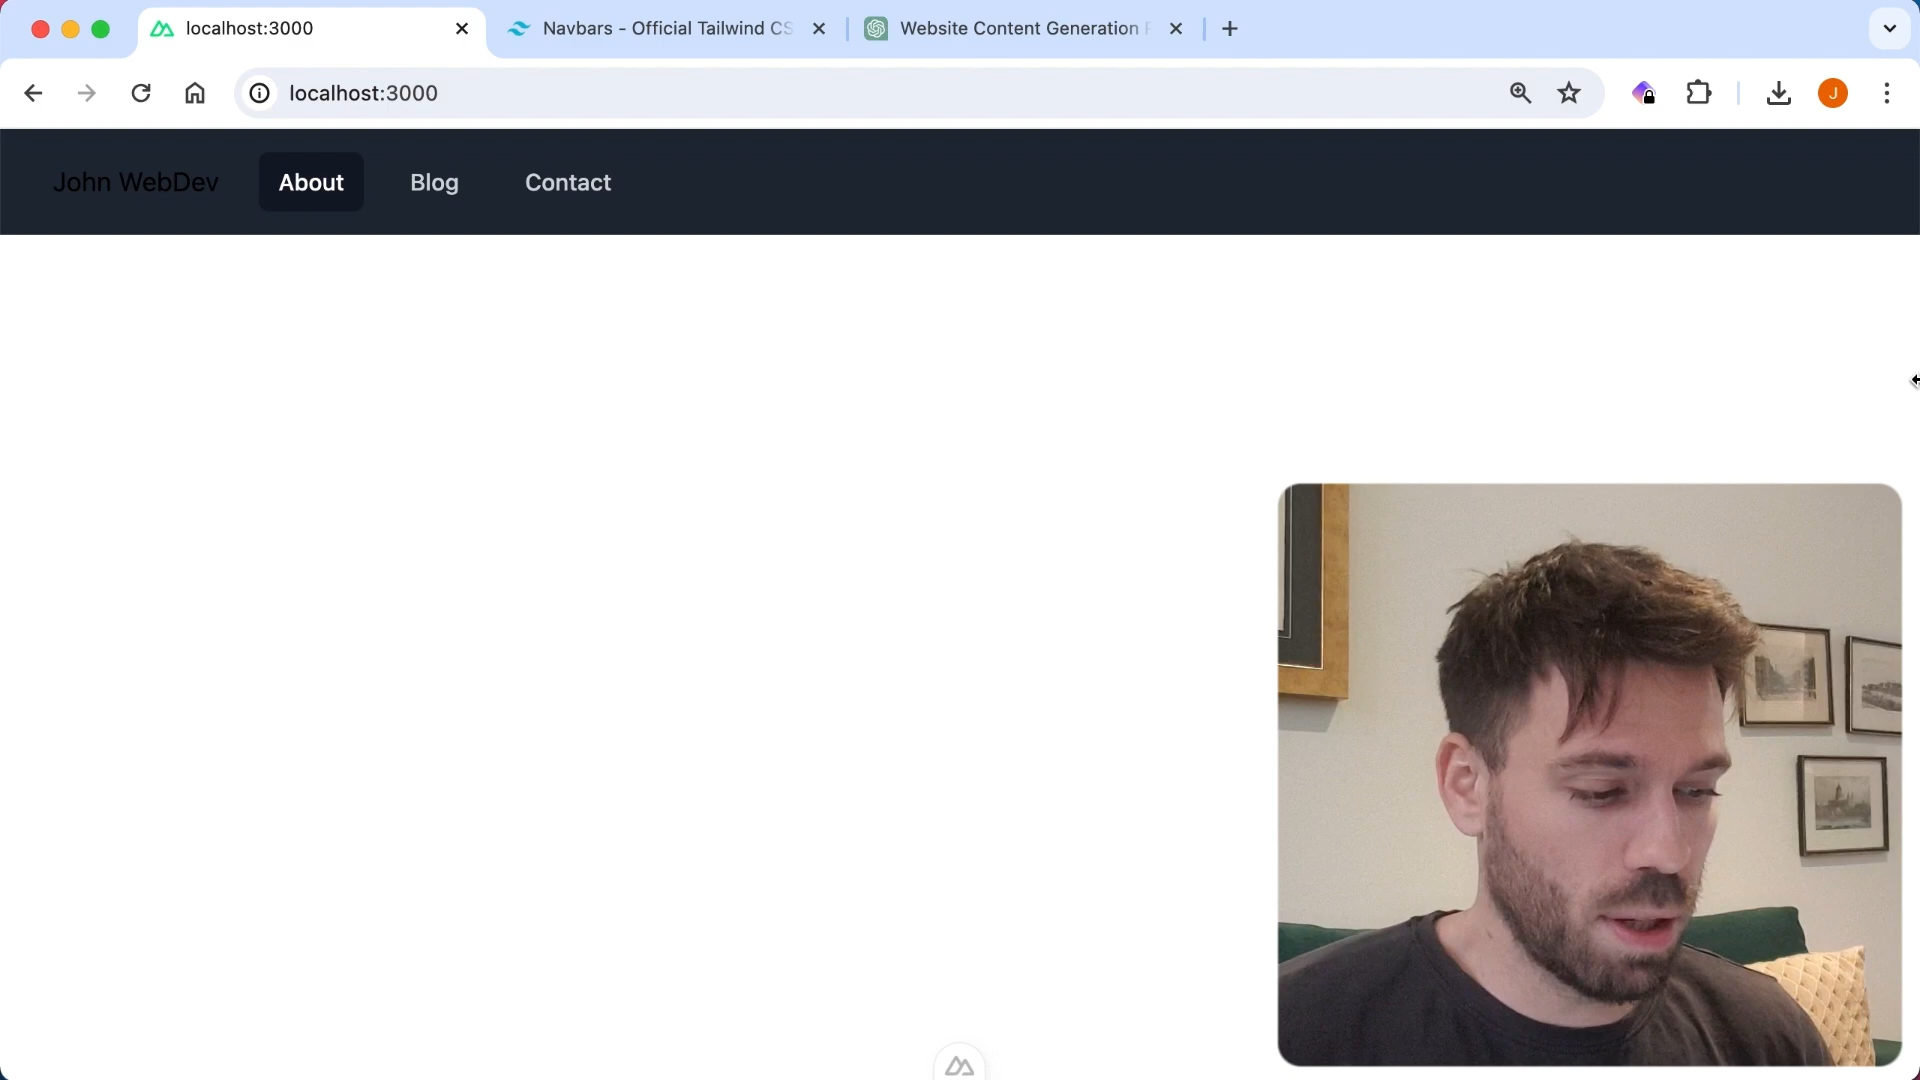 localhost:3000
Navbars - Official Tailwind CS
Website Content Generation
J
localhost:3000
John WebDev
About
Blog
Contact